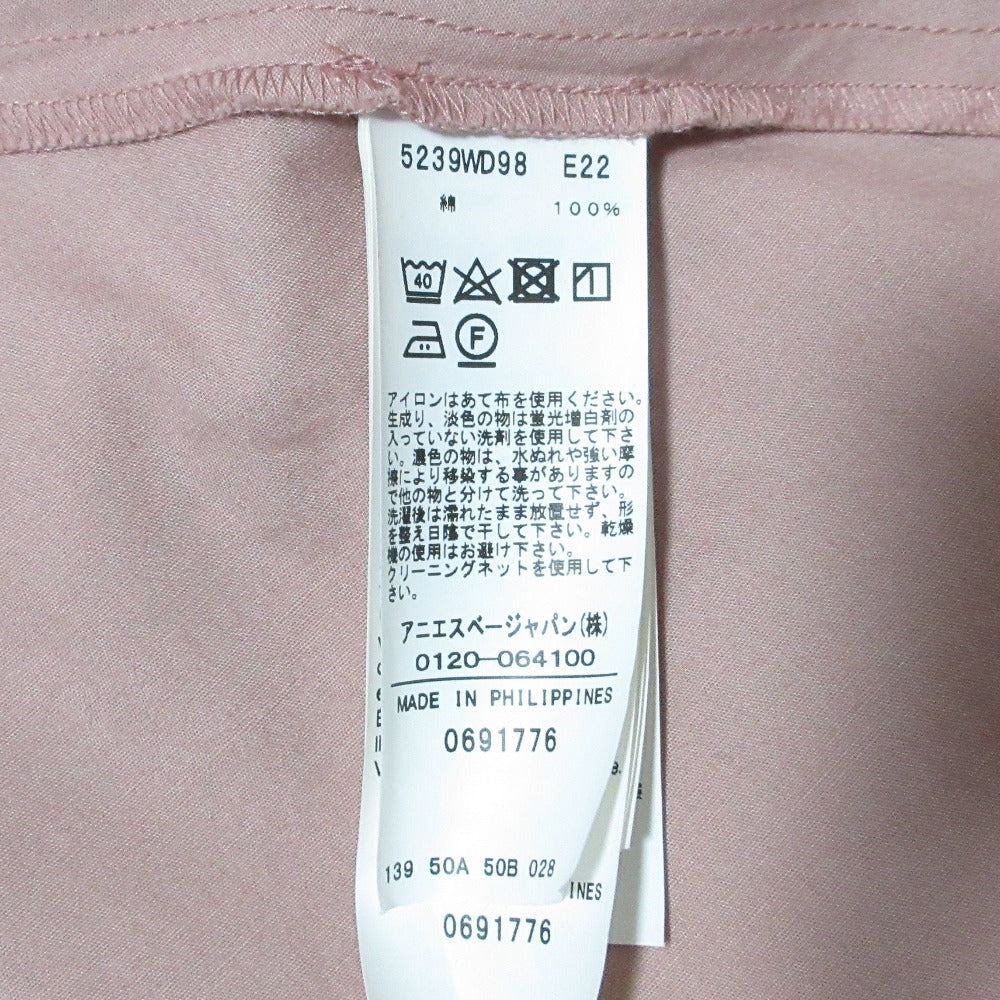 5239WD98 E22
綿 100%
40
F
アイロンはあて布を使用ください。
生成り、淡色の物は蛍光増白剤の
入っていない洗剤を使用して下さ
い。濃色の物は、水ぬれや強い摩
擦により移染する事がありますの
で他の物と分けて洗って下さい。
洗濯後は濡れたまま放置せず、形
を整え日陰で干して下さい。乾燥
機の使用はお避け下さい。
クリーニングネットを使用して下
さい。
アニエスベージャパン(株)
0120-064100
MADE IN PHILIPPINES
0691776
139 50A 50B 028
INES
0691776